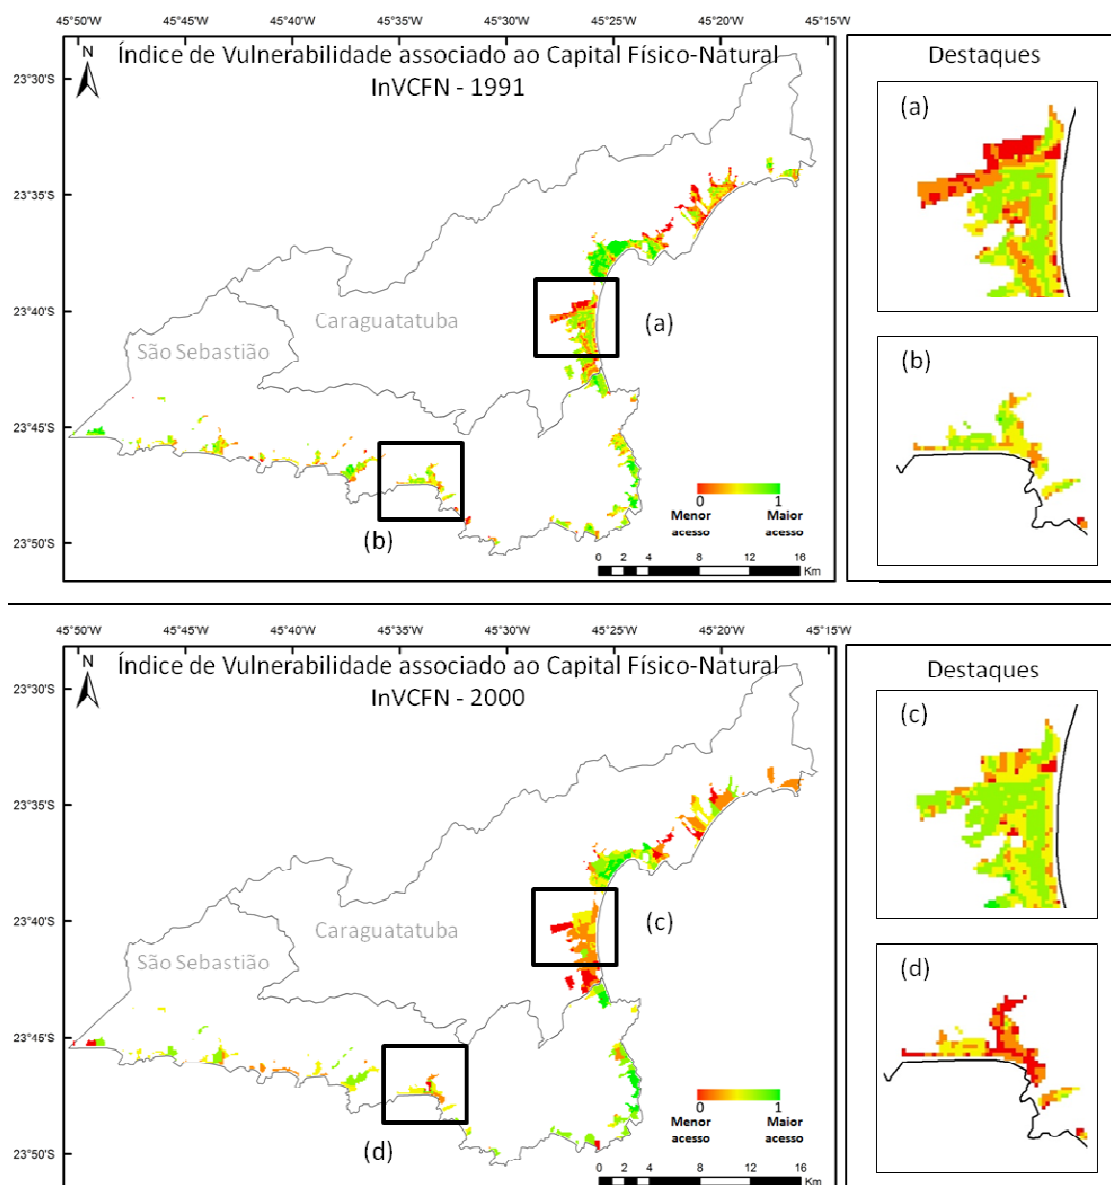 45°50'W 45°45'W 45°40'W 45°35'W 45°30'W 45°25'W 45°20'W 45°15'W
N
Índice de Vulnerabilidade associado ao Capital Físico-Natural
InVCFN - 1991
Destaques
23°30'S
23°35'S
23°40'S
23°45'S
23°50'S
Caraguatatuba
São Sebastião
(a)
(b)
0 1
Menor acesso
Maior acesso
0 2 4 8 12 16
Km
(a)
(b)
45°50'W 45°45'W 45°40'W 45°35'W 45°30'W 45°25'W 45°20'W 45°15'W
N
Índice de Vulnerabilidade associado ao Capital Físico-Natural
InVCFN - 2000
Destaques
23°30'S
23°35'S
23°40'S
23°45'S
23°50'S
Caraguatatuba
São Sebastião
(c)
(d)
0 1
Menor acesso
Maior acesso
0 2 4 8 12 16
Km
(c)
(d)